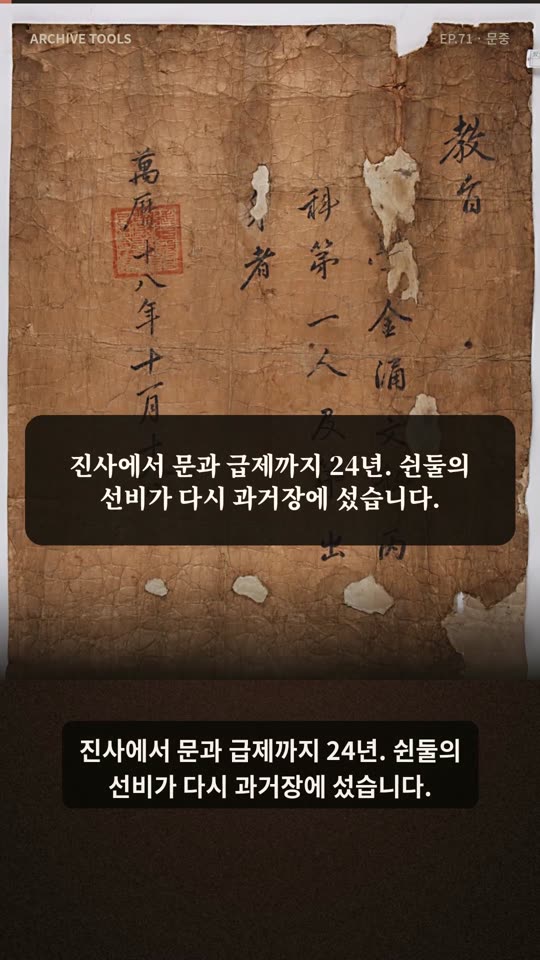 ARCHIVE TOOLS
EP.71 · 문중
教旨
金涌文 丙
科第一人及 出
者
萬曆十八年十一月
진사에서 문과 급제까지 24년. 쉰둘의
선비가 다시 과거장에 섰습니다.
진사에서 문과 급제까지 24년. 쉰둘의
선비가 다시 과거장에 섰습니다.